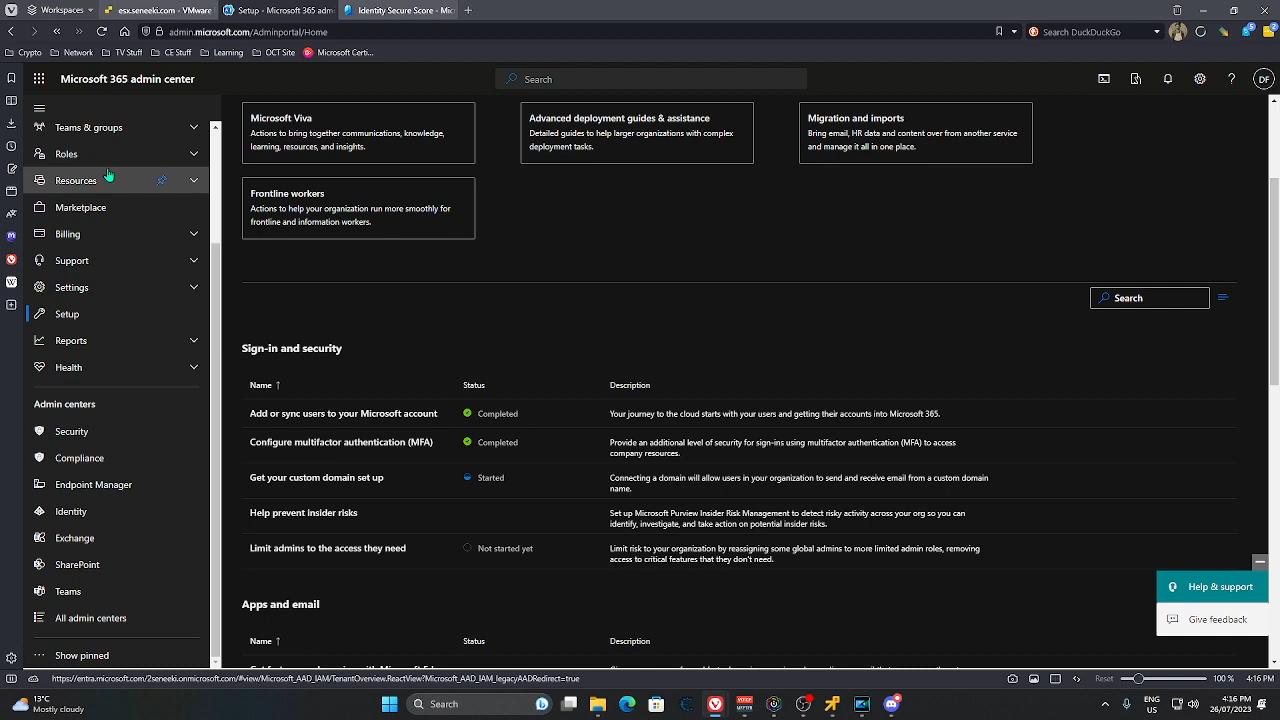 Workspaces
esx.seneeki.com - VMware
Setup - Microsoft 365 adm
Identity Secure Score - Mi
admin.microsoft.com/Adminportal/Home
Search DuckDuckGo
Crypto
Network
TV Stuff
CE Stuff
Learning
OCT Site
Microsoft Certi...
Microsoft 365 admin center
Search
DF
Teams & groups
Roles
Resources
Marketplace
Billing
Support
Settings
Setup
Reports
Health
Admin centers
Security
Compliance
Endpoint Manager
Identity
Exchange
SharePoint
Teams
All admin centers
Show pinned
Microsoft Viva
Actions to bring together communications, knowledge,
learning, resources, and insights.
Advanced deployment guides & assistance
Detailed guides to help larger organizations with complex
deployment tasks.
Migration and imports
Bring email, HR data and content over from another service
and manage it all in one place.
Frontline workers
Actions to help your organization run more smoothly for
frontline and information workers.
Search
Sign-in and security
Name ↑ Status Description
Add or sync users to your Microsoft account Completed Your journey to the cloud starts with your users and getting their accounts into Microsoft 365.
Configure multifactor authentication (MFA) Completed Provide an additional level of security for sign-ins using multifactor authentication (MFA) to access
company resources.
Get your custom domain set up Started Connecting a domain will allow users in your organization to send and receive email from a custom domain
name.
Help prevent insider risks Set up Microsoft Purview Insider Risk Management to detect risky activity across your org so you can
identify, investigate, and take action on potential insider risks.
Limit admins to the access they need Not started yet Limit risk to your organization by reassigning some global admins to more limited admin roles, removing
access to critical features that they don't need.
Apps and email
Name ↑ Status Description
Help & support
Give feedback
https://entra.microsoft.com/2seneekionmicrosoft.com/#view/Microsoft_AAD_IAM/TenantOverview.ReactView?Microsoft_AAD_IAM_legacyAADRedirect=true
Reset
100 %
4:16 PM
13°C
Mostly cloudy
Search
ENG
US
4:16 PM
26/07/2023